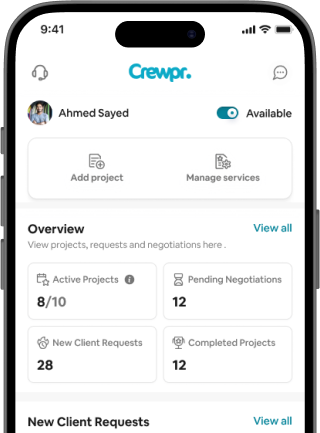 9:41
Crewpr.
Ahmed Sayed
Available
Add project
Manage services
Overview
View all
View projects, requests and negotiations here .
Active Projects
8/10
Pending Negotiations
12
New Client Requests
28
Completed Projects
12
New Client Requests
View all